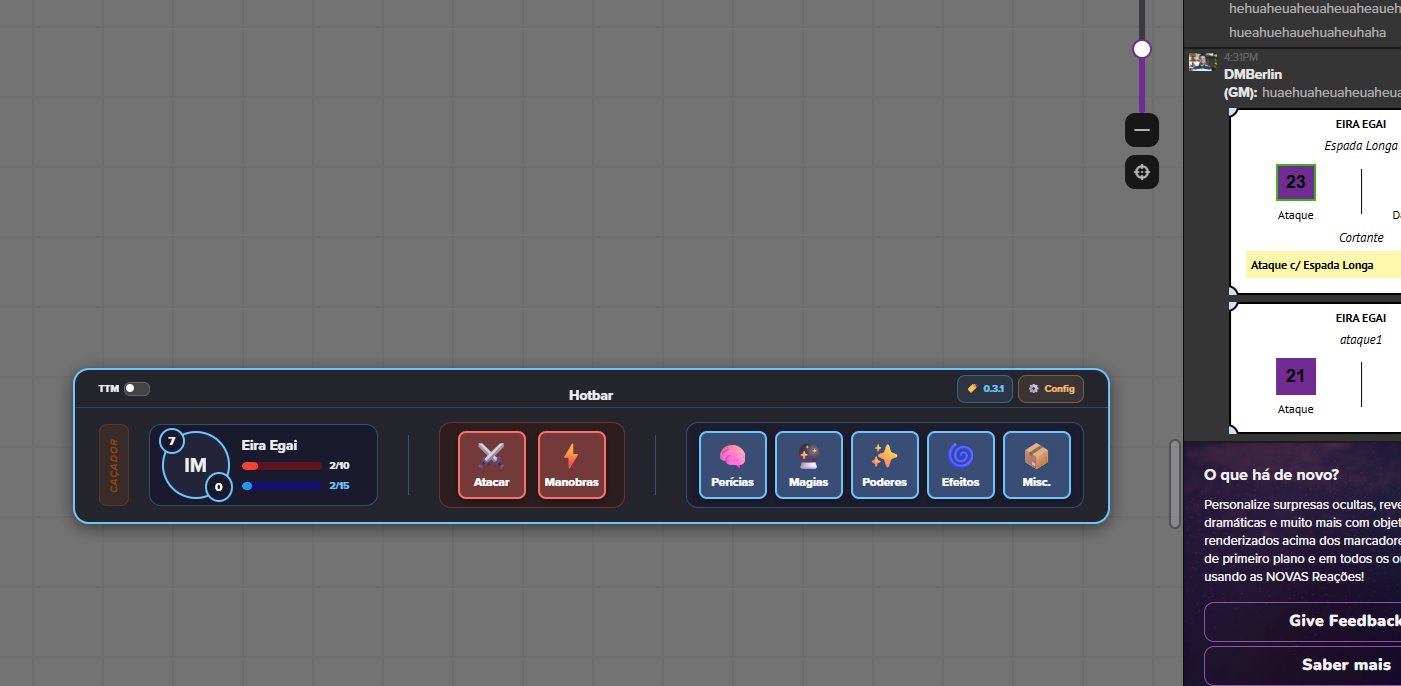 TTM
Hotbar
0.3.1
Config
CAÇADOR
7
IM
0
Eira Egai
2/10
2/15
Atacar
Manobras
Perícias
Magias
Poderes
Efeitos
Misc.
hehuaheuaheuaheuaheaueh
hueahuehauehuaheuhaha
4:31PM
DMBerlin
(GM): huaehuaheuaheuaheua
EIRA EGAI
Espada Longa
23
Ataque
Cortante
Ataque c/ Espada Longa
EIRA EGAI
ataque1
21
Ataque
O que há de novo?
Personalize surpresas ocultas, reve
dramáticas e muito mais com objet
renderizados acima dos marcadore
de primeiro plano e em todos os ou
usando as NOVAS Reações!
Give Feedback
Saber mais